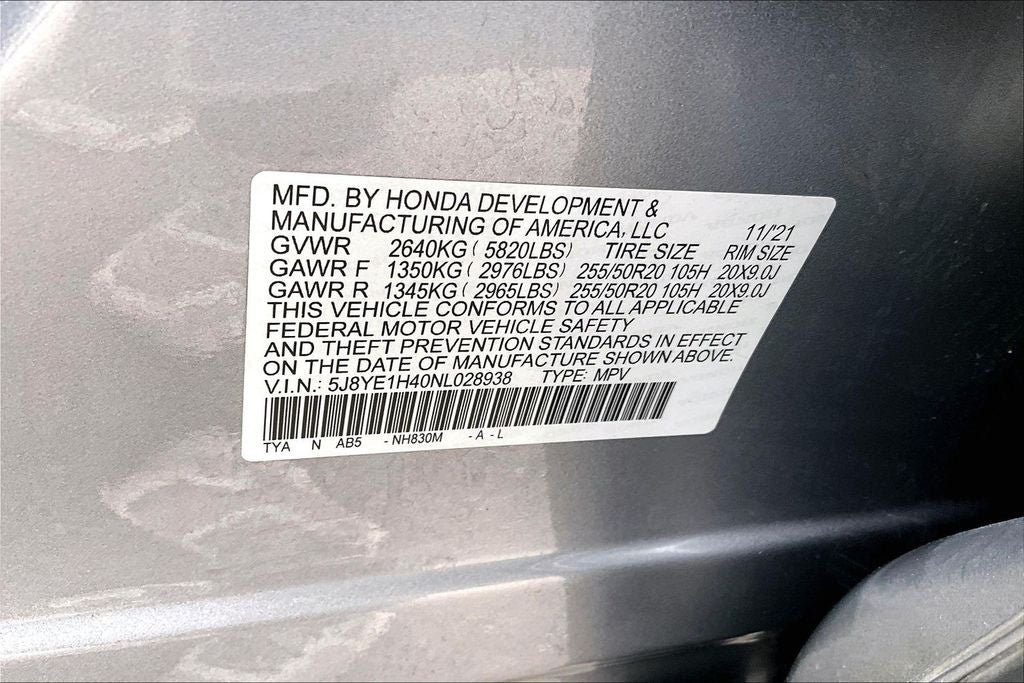 MFD. BY HONDA DEVELOPMENT &
MANUFACTURING OF AMERICA, LLC 11/'21
GVWR 2640KG ( 5820LBS) TIRE SIZE RIM SIZE
GAWR F 1350KG ( 2976LBS) 255/50R20 105H 20X9.0J
GAWR R 1345KG ( 2965LBS) 255/50R20 105H 20X9.0J
THIS VEHICLE CONFORMS TO ALL APPLICABLE
FEDERAL MOTOR VEHICLE SAFETY
AND THEFT PREVENTION STANDARDS IN EFFECT
ON THE DATE OF MANUFACTURE SHOWN ABOVE.
V.I.N.: 5J8YE1H40NL028938 TYPE: MPV
TYA N AB5 - NH830M - A - L